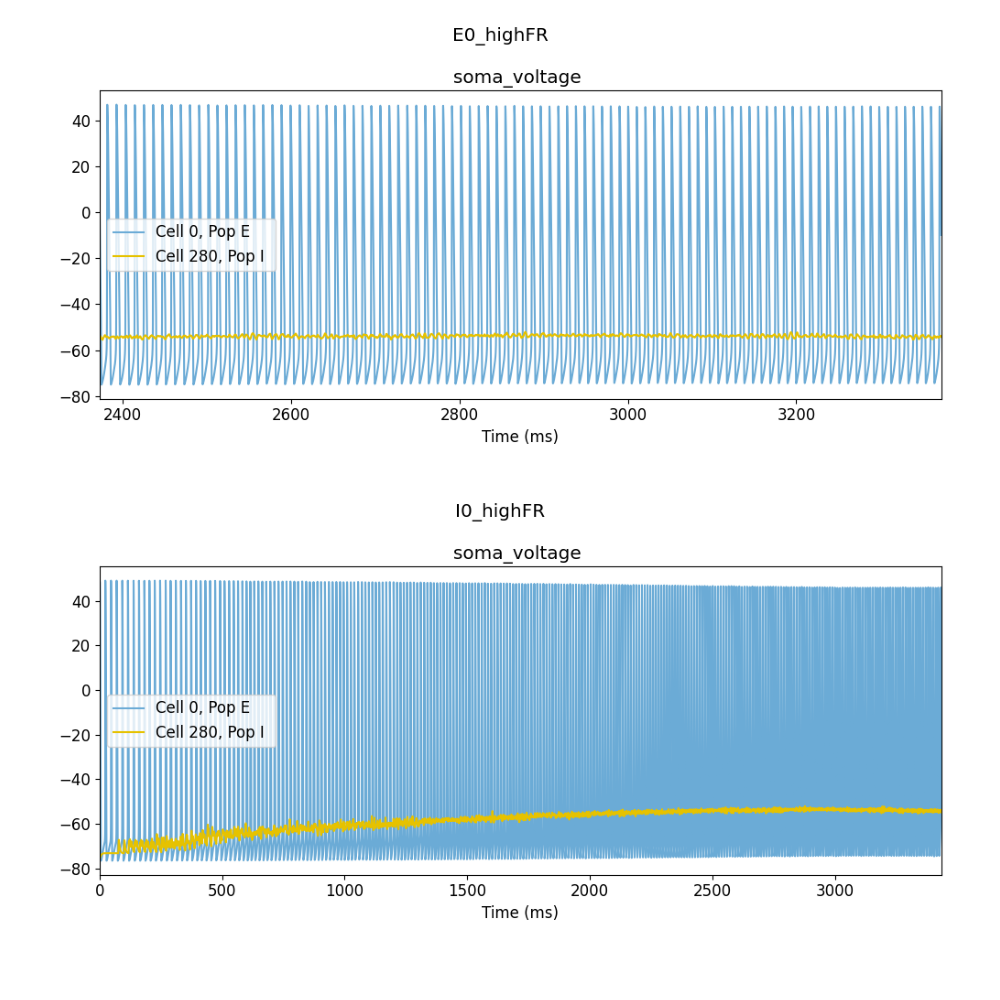 E0_highFR
soma_voltage
40
20
0
−20
−40
−60
−80
Cell 0, Pop E
Cell 280, Pop I
2400 2600 2800 3000 3200
Time (ms)
I0_highFR
soma_voltage
40
20
0
−20
−40
−60
−80
Cell 0, Pop E
Cell 280, Pop I
0 500 1000 1500 2000 2500 3000
Time (ms)